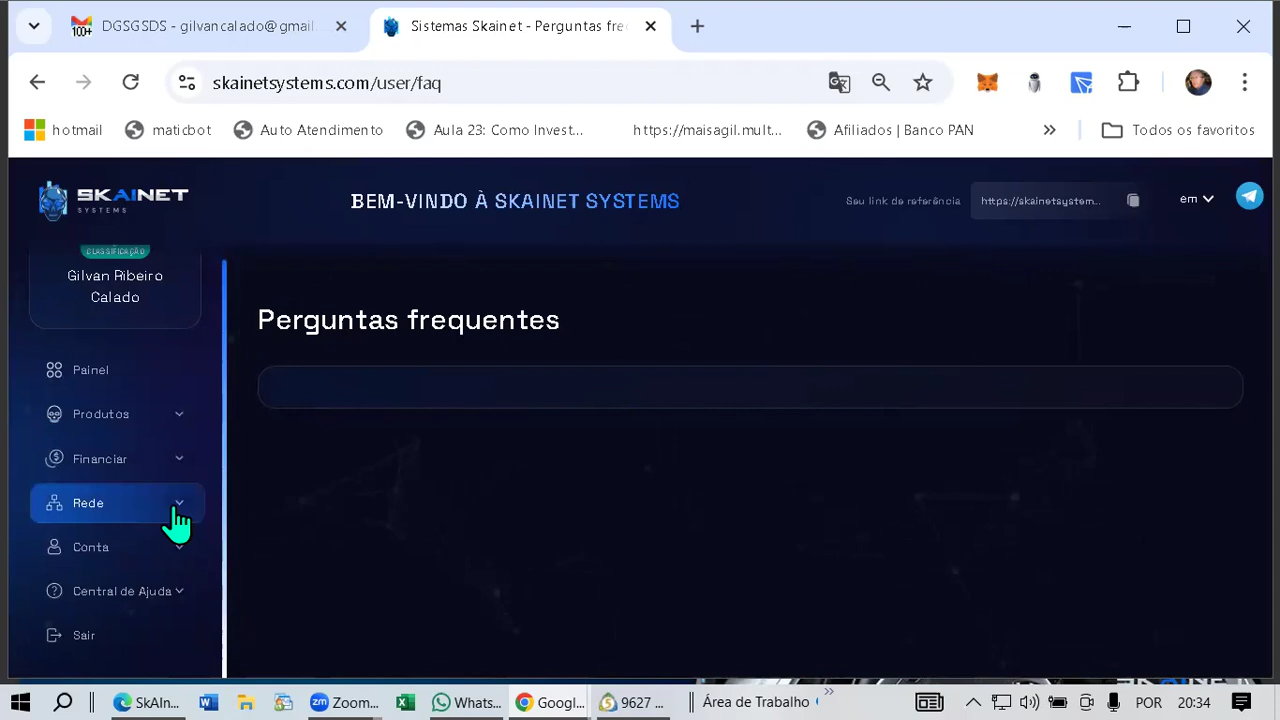 DGSGSDS - gilvancalado@gmail.
Sistemas Skainet - Perguntas fre
skainetsystems.com/user/faq
hotmail
maticbot
Auto Atendimento
Aula 23: Como Invest...
https://maisagil.mult...
Afiliados | Banco PAN
Todos os favoritos
SKAINET
SYSTEMS
BEM-VINDO À SKAINET SYSTEMS
Seu link de referência
https://skainetsystem...
em
CLASSIFICAÇÃO
Gilvan Ribeiro
Calado
Perguntas frequentes
Painel
Produtos
Financiar
Rede
Conta
Central de Ajuda
Sair
SkAIn...
Zoom...
Whats...
Googl...
9627
Área de Trabalho
POR
20:34